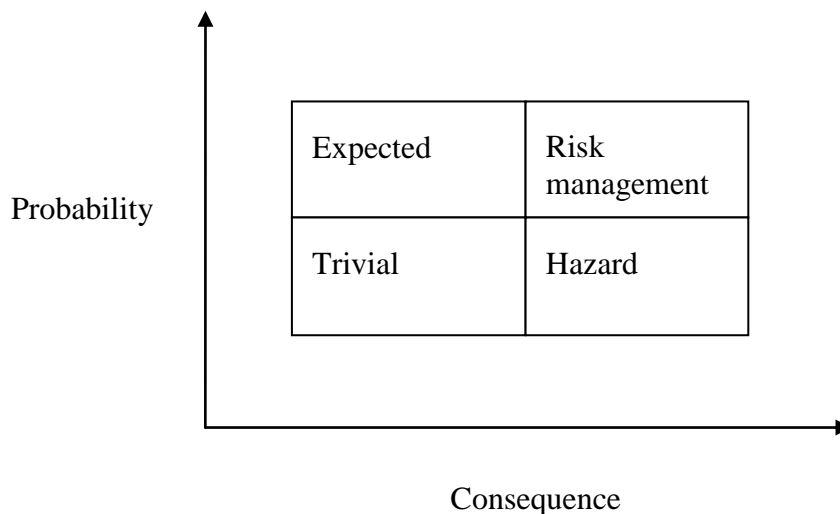 Expected
Risk
management
Probability
Trivial
Hazard
Consequence